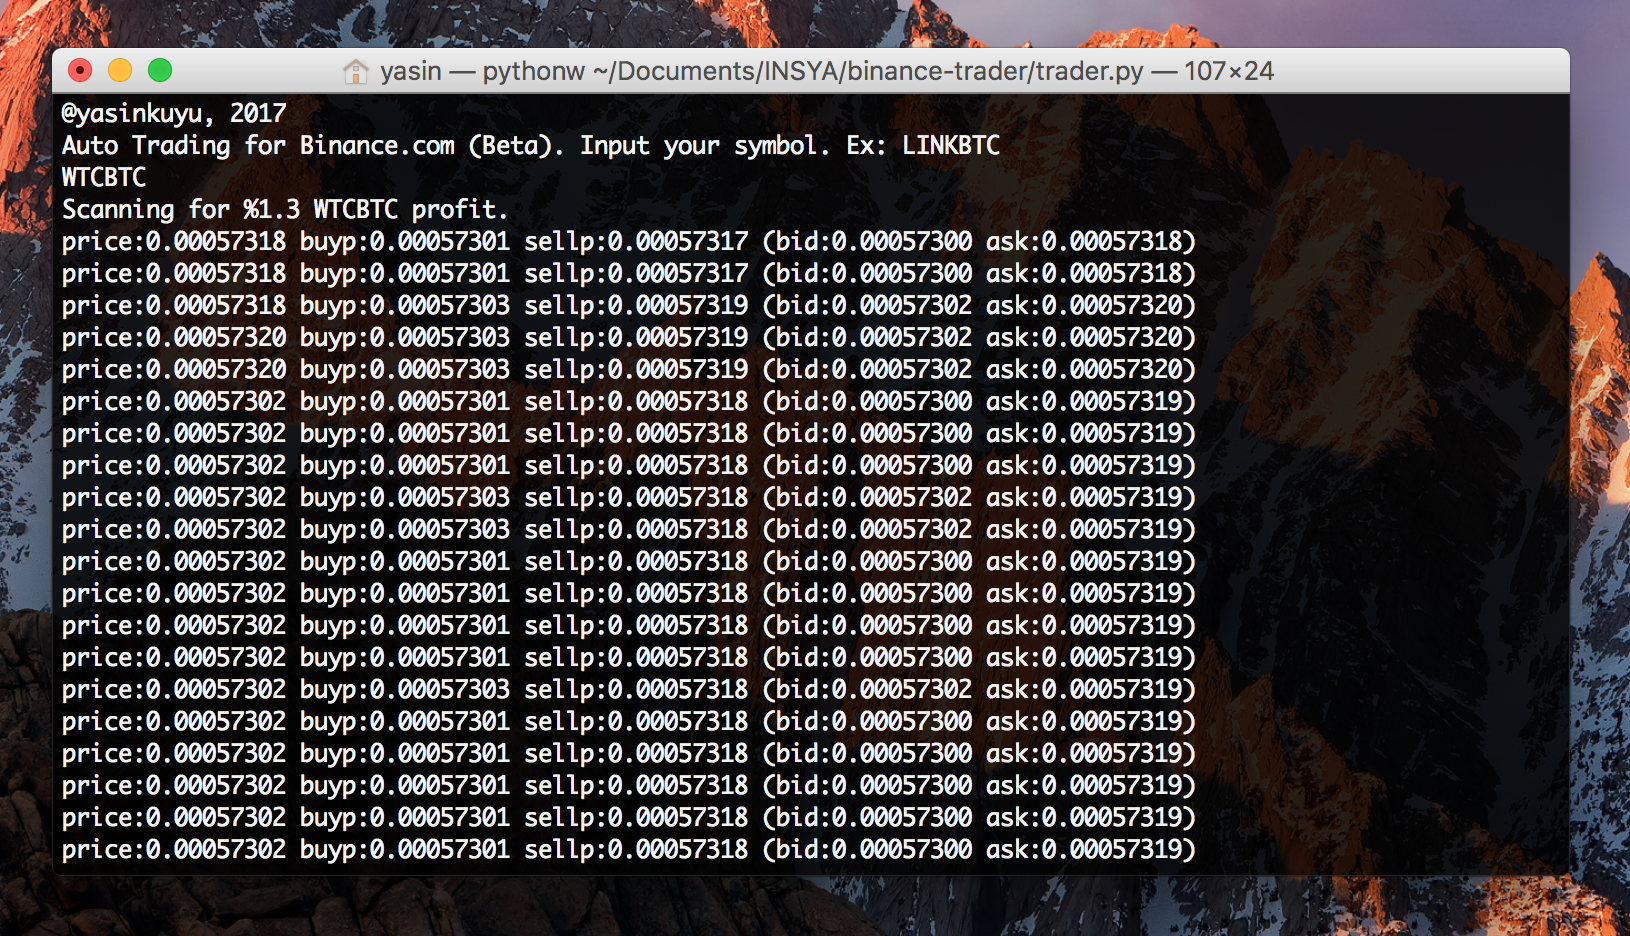 yasin — pythonw ~/Documents/INSYA/binance-trader/trader.py — 107×24
@yasinkuyu, 2017
Auto Trading for Binance.com (Beta). Input your symbol. Ex: LINKBTC
WTCBTC
Scanning for %1.3 WTCBTC profit.
price:0.00057318 buyp:0.00057301 sellp:0.00057317 (bid:0.00057300 ask:0.00057318)
price:0.00057318 buyp:0.00057301 sellp:0.00057317 (bid:0.00057300 ask:0.00057318)
price:0.00057318 buyp:0.00057303 sellp:0.00057319 (bid:0.00057302 ask:0.00057320)
price:0.00057320 buyp:0.00057303 sellp:0.00057319 (bid:0.00057302 ask:0.00057320)
price:0.00057320 buyp:0.00057303 sellp:0.00057319 (bid:0.00057302 ask:0.00057320)
price:0.00057302 buyp:0.00057301 sellp:0.00057318 (bid:0.00057300 ask:0.00057319)
price:0.00057302 buyp:0.00057301 sellp:0.00057318 (bid:0.00057300 ask:0.00057319)
price:0.00057302 buyp:0.00057301 sellp:0.00057318 (bid:0.00057300 ask:0.00057319)
price:0.00057302 buyp:0.00057303 sellp:0.00057318 (bid:0.00057302 ask:0.00057319)
price:0.00057302 buyp:0.00057303 sellp:0.00057318 (bid:0.00057302 ask:0.00057319)
price:0.00057302 buyp:0.00057301 sellp:0.00057318 (bid:0.00057300 ask:0.00057319)
price:0.00057302 buyp:0.00057301 sellp:0.00057318 (bid:0.00057300 ask:0.00057319)
price:0.00057302 buyp:0.00057301 sellp:0.00057318 (bid:0.00057300 ask:0.00057319)
price:0.00057302 buyp:0.00057301 sellp:0.00057318 (bid:0.00057300 ask:0.00057319)
price:0.00057302 buyp:0.00057303 sellp:0.00057318 (bid:0.00057302 ask:0.00057319)
price:0.00057302 buyp:0.00057301 sellp:0.00057318 (bid:0.00057300 ask:0.00057319)
price:0.00057302 buyp:0.00057301 sellp:0.00057318 (bid:0.00057300 ask:0.00057319)
price:0.00057302 buyp:0.00057301 sellp:0.00057318 (bid:0.00057300 ask:0.00057319)
price:0.00057302 buyp:0.00057301 sellp:0.00057318 (bid:0.00057300 ask:0.00057319)
price:0.00057302 buyp:0.00057301 sellp:0.00057318 (bid:0.00057300 ask:0.00057319)